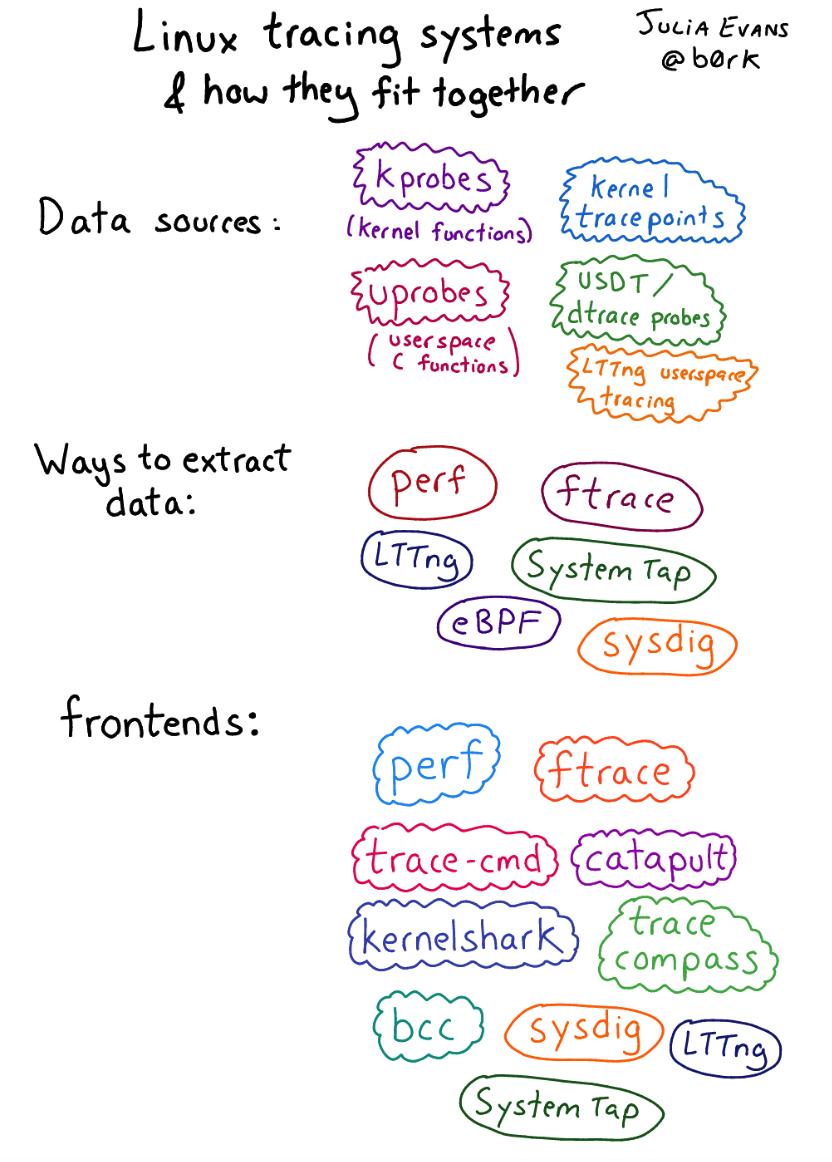 Linux tracing systems
& how they fit together
JULIA EVANS
@b0rk
Data sources:
kprobes
(kernel functions)
kernel
tracepoints
uprobes
(userspace
C functions)
USDT/
dtrace probes
LTTng userspace
tracing
Ways to extract
data:
perf
ftrace
LTTng
System Tap
eBPF
sysdig
frontends:
perf
ftrace
trace-cmd
catapult
kernelshark
trace
compass
bcc
sysdig
LTTng
System Tap